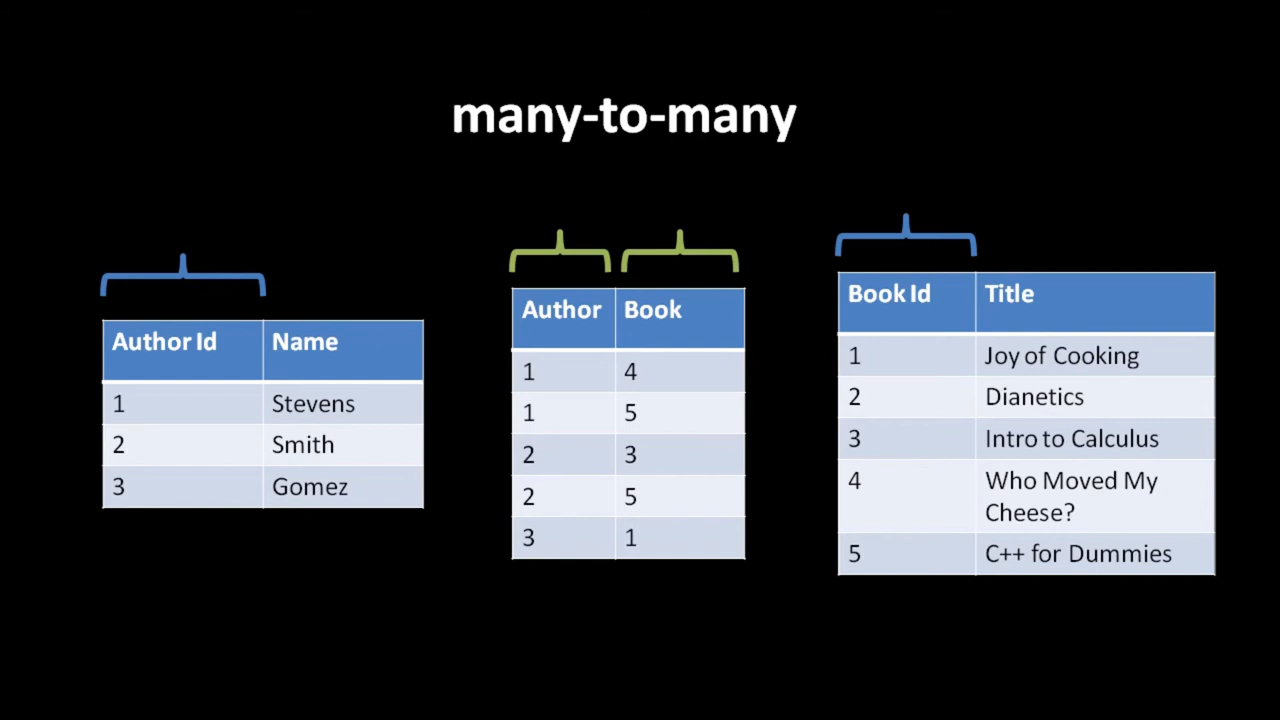 many-to-many
Author Id Name
1 Stevens
2 Smith
3 Gomez
Author Book
1 4
1 5
2 3
2 5
3 1
Book Id Title
1 Joy of Cooking
2 Dianetics
3 Intro to Calculus
4 Who Moved My
Cheese?
5 C++ for Dummies